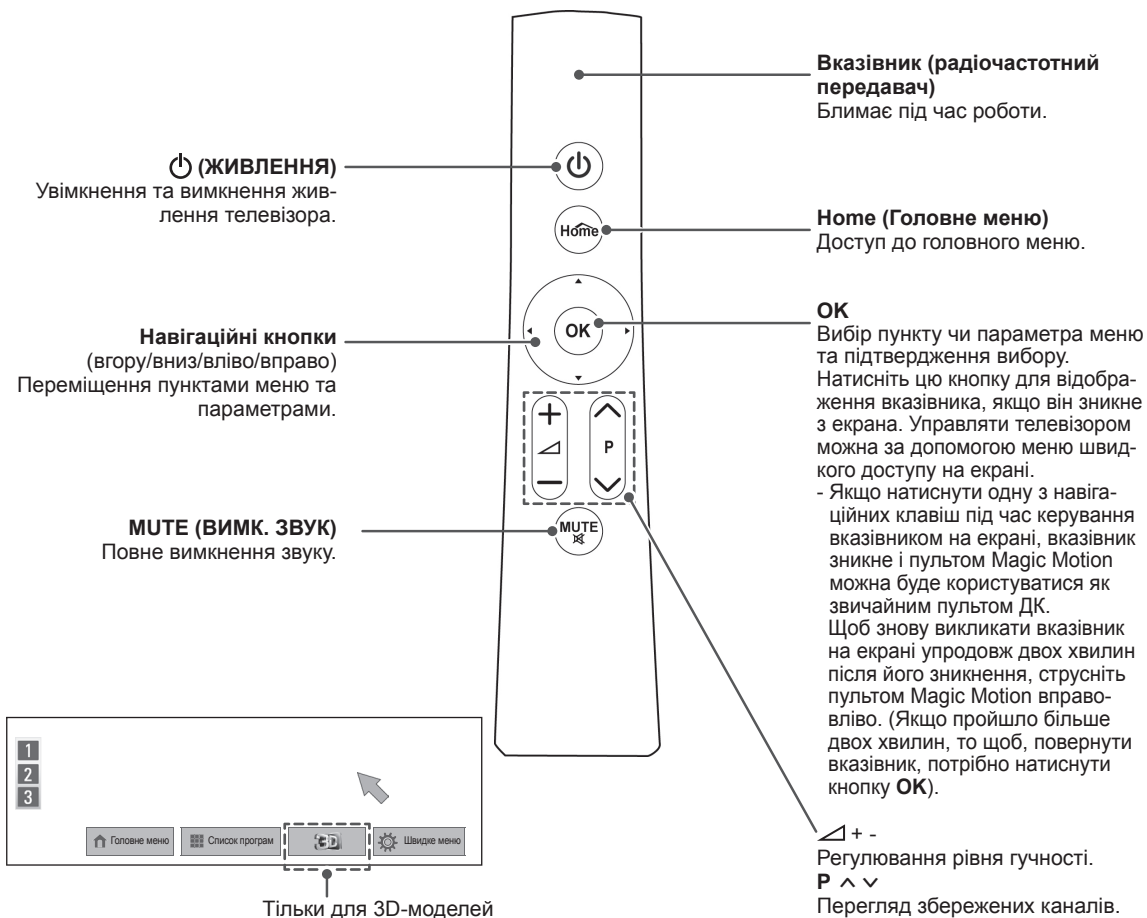 Вказівник (радіочастотний
передавач)
Блимає під час роботи.
(ЖИВЛЕННЯ)
Увімкнення та вимкнення жив-
лення телевізора.
Home
Home (Головне меню)
Доступ до головного меню.
Навігаційні кнопки
(вгору/вниз/вліво/вправо)
Переміщення пунктами меню та
параметрами.
OK
OK
Вибір пункту чи параметра меню
та підтвердження вибору.
Натисніть цю кнопку для відобра-
ження вказівника, якщо він зникне
з екрана. Управляти телевізором
можна за допомогою меню швид-
кого доступу на екрані.
- Якщо натиснути одну з навіга-
ційних клавіш під час керування
вказівником на екрані, вказівник
зникне і пультом Magic Motion
можна буде користуватися як
звичайним пультом ДК.
Щоб знову викликати вказівник
на екрані упродовж двох хвилин
після його зникнення, струсніть
пультом Magic Motion вправо-
вліво. (Якщо пройшло більше
двох хвилин, то щоб, повернути
вказівник, потрібно натиснути
кнопку OK).
+
P
MUTE
MUTE (ВИМК. ЗВУК)
Повне вимкнення звуку.
+ -
Регулювання рівня гучності.
P ^ ˅
Перегляд збережених каналів.
1
2
3
Головне меню Список програм 3D Швидке меню
Тільки для 3D-моделей